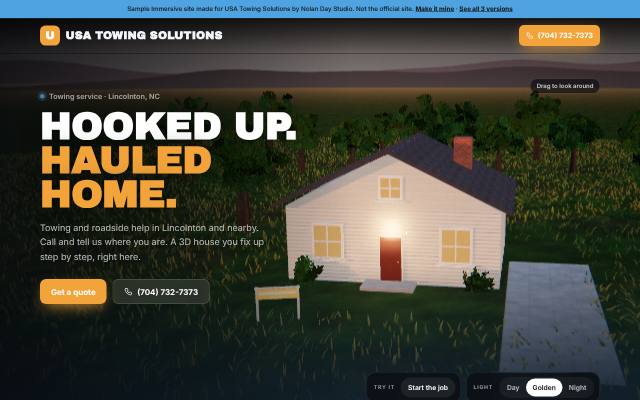 Sample Immersive site made for USA Towing Solutions by Nolan Day Studio. Not the official site. Make it mine · See all 3 versions
U USA TOWING SOLUTIONS
(704) 732-7373
Drag to look around
Towing service · Lincolnton, NC
HOOKED UP.
HAULED
HOME.
Towing and roadside help in Lincolnton and nearby.
Call and tell us where you are. A 3D house you fix up
step by step, right here.
Get a quote
(704) 732-7373
TRY IT Start the job
LIGHT Day Golden Night